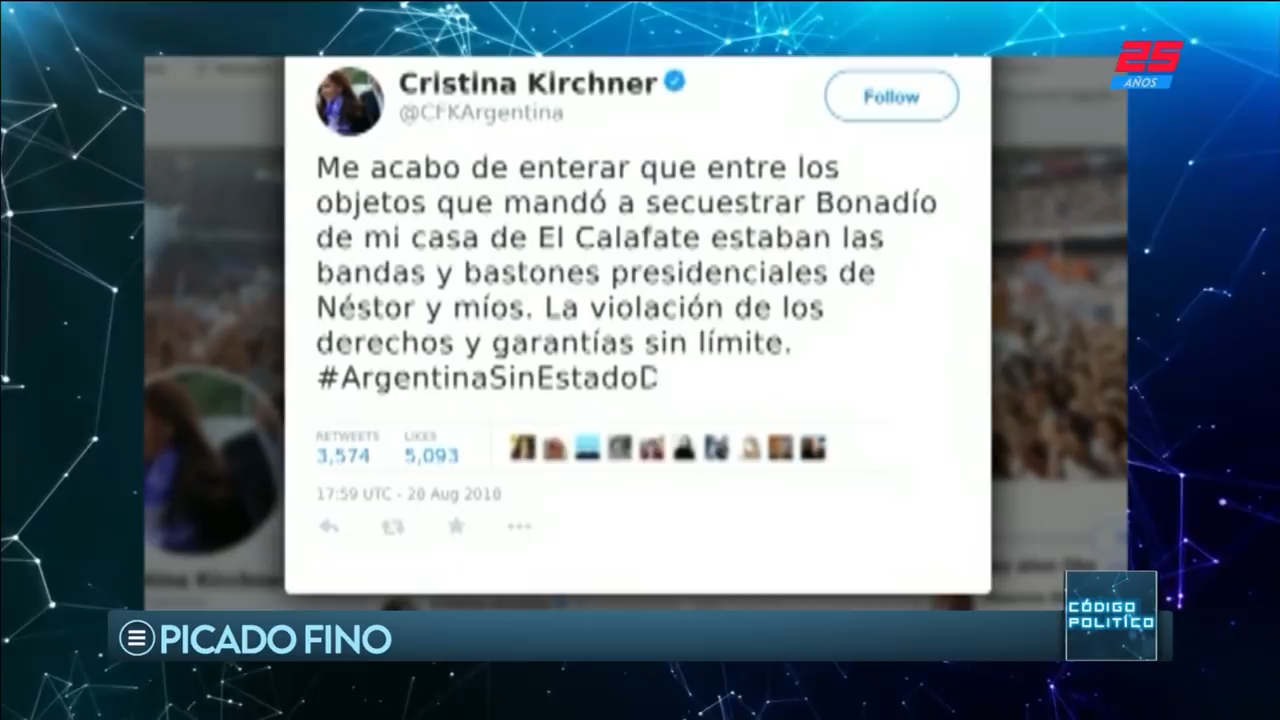 25
AÑOS
Cristina Kirchner
@CFKArgentina
Follow
Me acabo de enterar que entre los
objetos que mandó a secuestrar Bonadío
de mi casa de El Calafate estaban las
bandas y bastones presidenciales de
Néstor y míos. La violación de los
derechos y garantías sin límite.
#ArgentinaSinEstadoD
RETWEETS LIKES
3,574 5,093
17:59 UTC - 28 Aug 2018
PICADO FINO
CÓDIGO
POLITÍCO